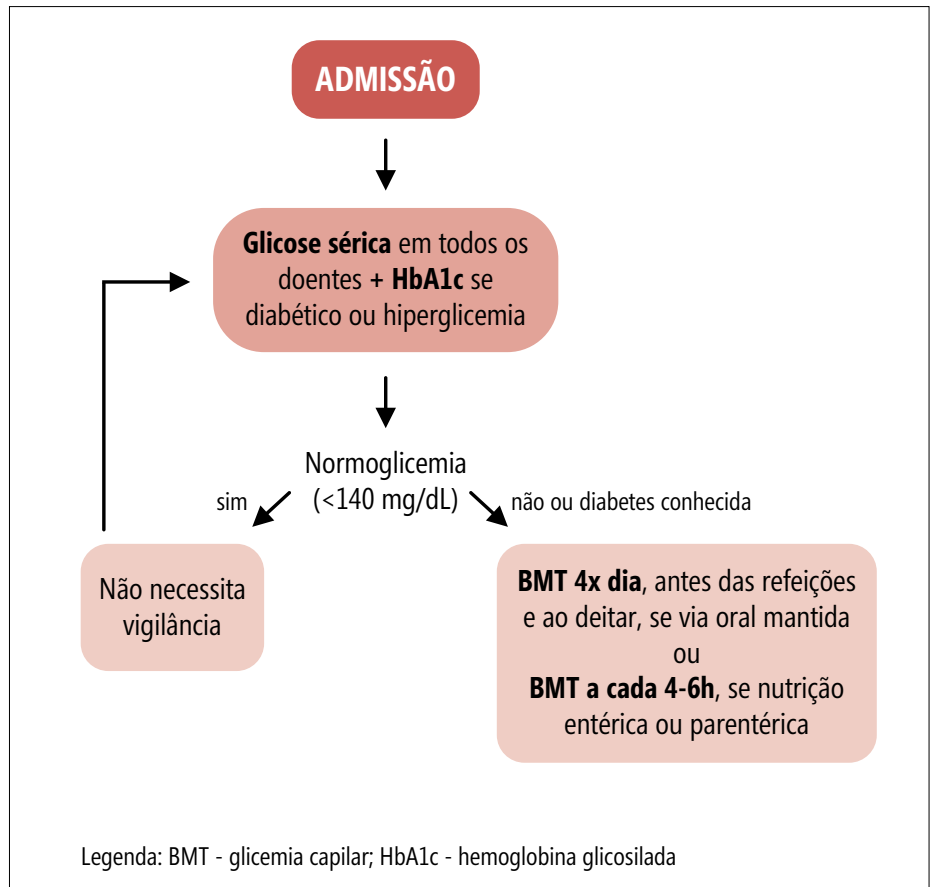 ADMISSÃO
Glicose sérica em todos os
doentes + HbA1c se
diabético ou hiperglicemia
Normoglicemia
(<140 mg/dL)
sim
não ou diabetes conhecida
Não necessita
vigilância
BMT 4x dia, antes das refeições
e ao deitar, se via oral mantida
ou
BMT a cada 4-6h, se nutrição
entérica ou parentérica
Legenda: BMT - glicemia capilar; HbA1c - hemoglobina glicosilada